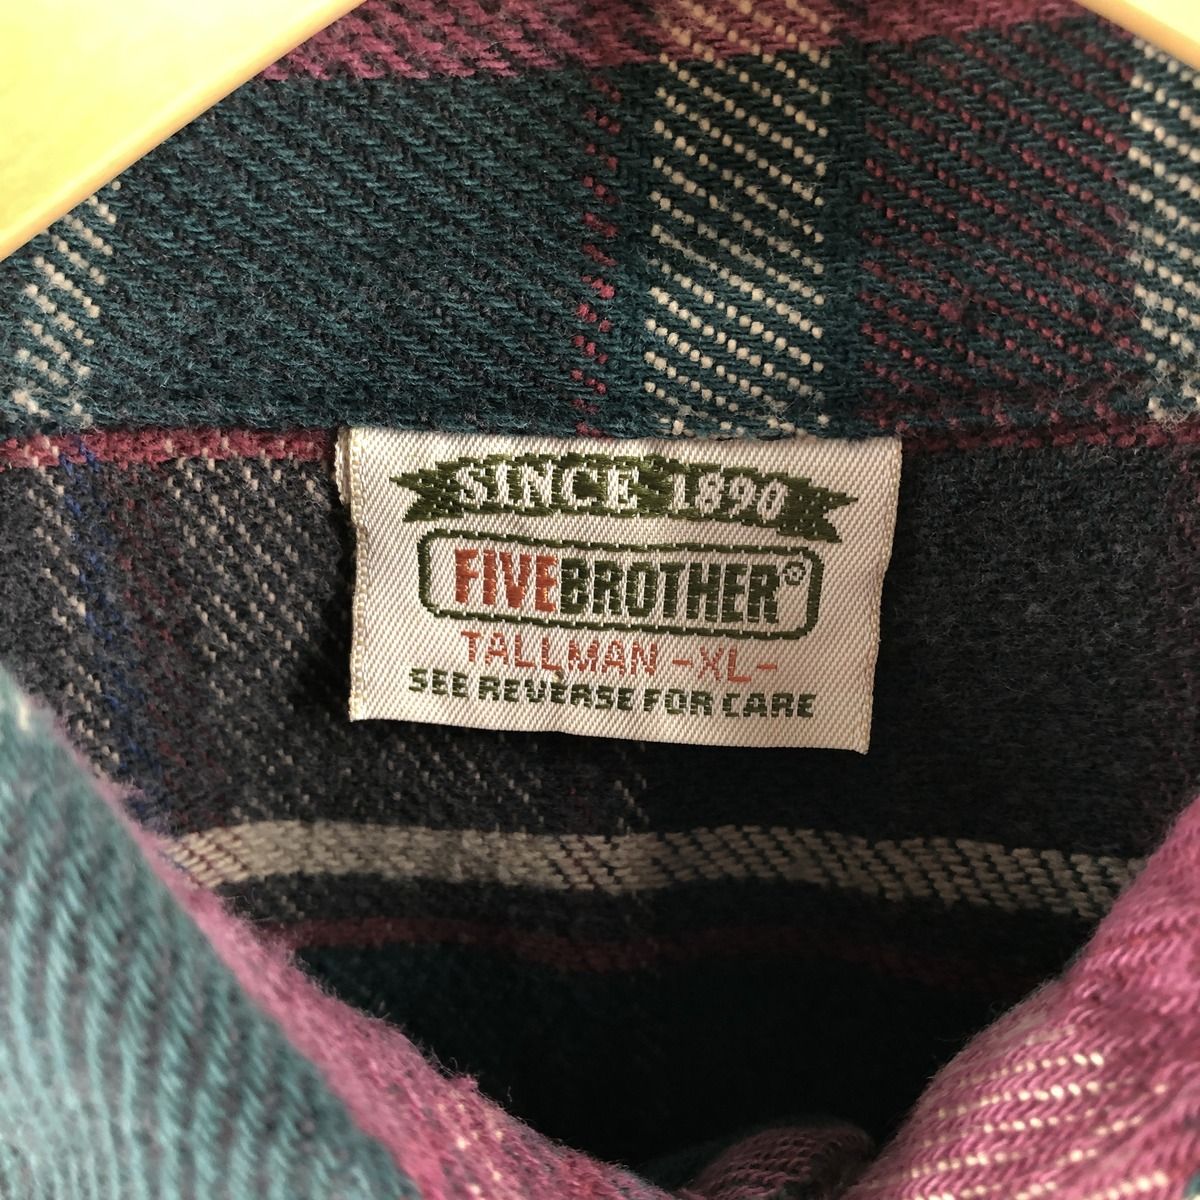 SINCE 1890
FIVEBROTHER®
TALLMAN -XL-
SEE REVERSE FOR CARE